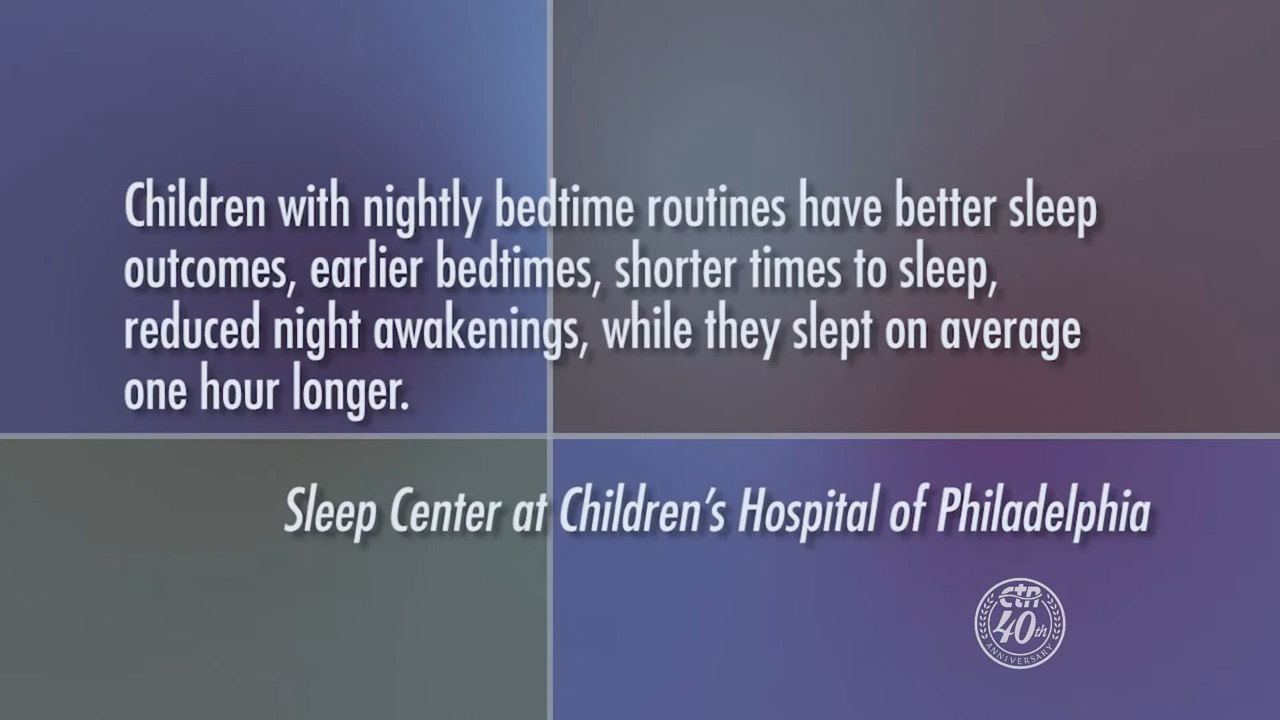 Children with nightly bedtime routines have better sleep
outcomes, earlier bedtimes, shorter times to sleep,
reduced night awakenings, while they slept on average
one hour longer.
Sleep Center at Children's Hospital of Philadelphia
ctn
40th
ANNIVERSARY